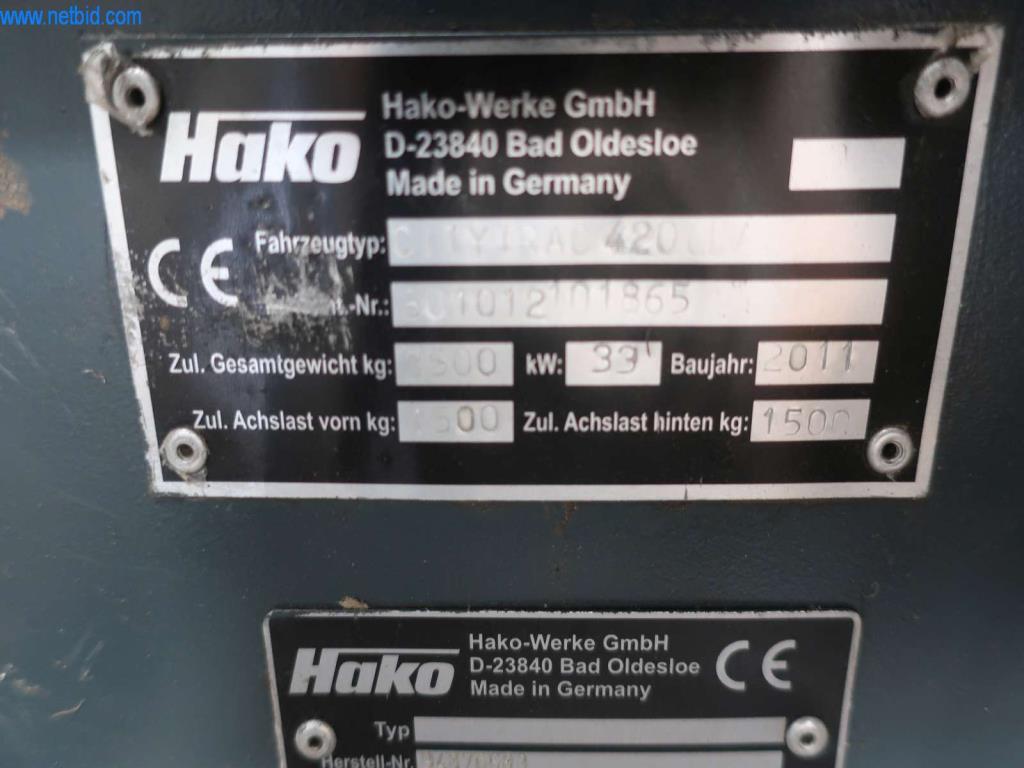 www.netbid.com
Hako
Hako-Werke GmbH
D-23840 Bad Oldesloe
Made in Germany
CE
Fahrzeugtyp:
Zul. Gesamtgewicht kg:
kW: 33
Baujahr: 2011
Zul. Achslast vorn kg:
Zul. Achslast hinten kg: 1500
Hako
Hako-Werke GmbH
D-23840 Bad Oldesloe
Made in Germany
CE
Typ
Herstell-Nr.